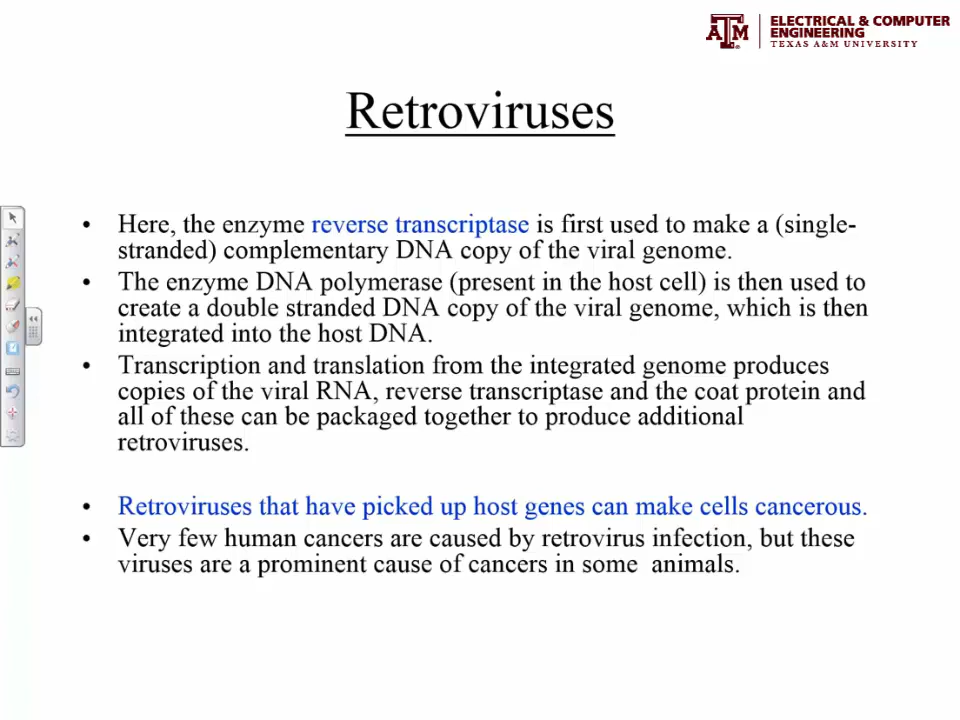 ELECTRICAL & COMPUTER
ENGINEERING
TEXAS A&M UNIVERSITY
Retroviruses
• Here, the enzyme reverse transcriptase is first used to make a (single-
stranded) complementary DNA copy of the viral genome.
• The enzyme DNA polymerase (present in the host cell) is then used to
create a double stranded DNA copy of the viral genome, which is then
integrated into the host DNA.
• Transcription and translation from the integrated genome produces
copies of the viral RNA, reverse transcriptase and the coat protein and
all of these can be packaged together to produce additional
retroviruses.
• Retroviruses that have picked up host genes can make cells cancerous.
• Very few human cancers are caused by retrovirus infection, but these
viruses are a prominent cause of cancers in some animals.